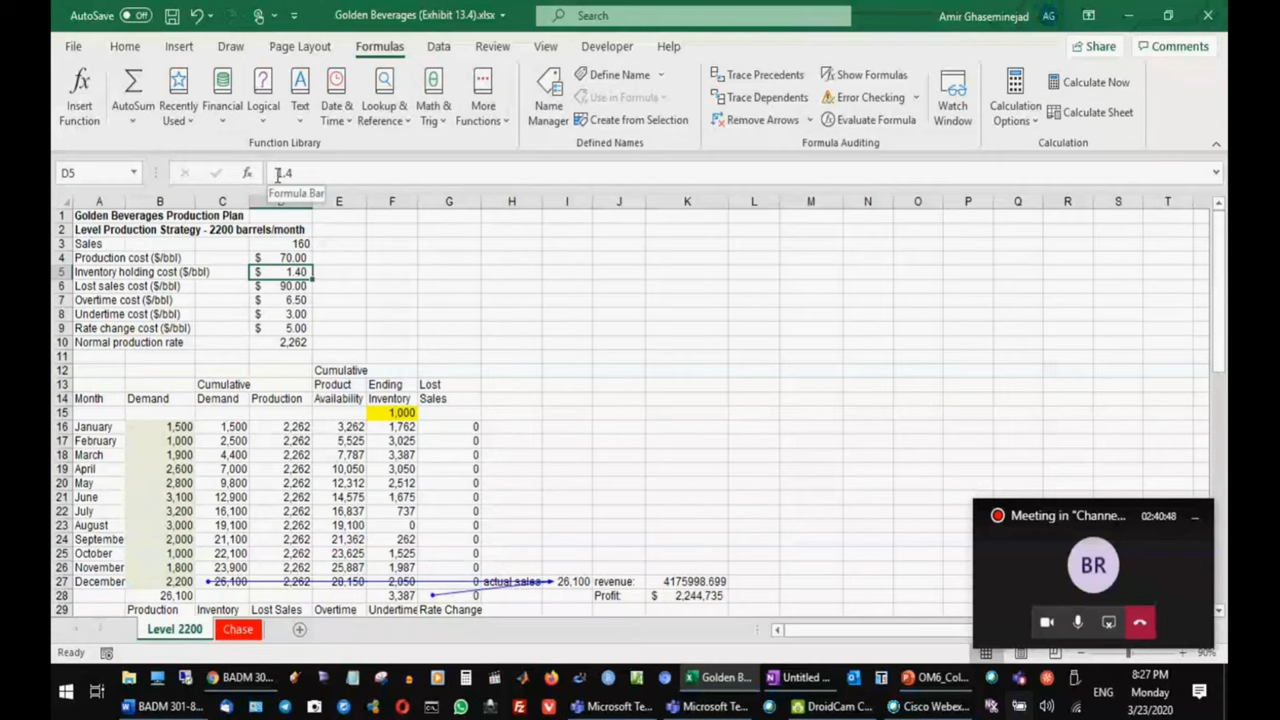 AutoSave Off Golden Beverages (Exhibit 13.4).xlsx Search Amir Ghaseminejad AG
File Home Insert Draw Page Layout Formulas Data Review View Developer Help Share Comments
Insert Function AutoSum Recently Used Financial Logical Text Date & Time Lookup & Reference Math & Trig More Functions Name Manager Define Name Use in Formula Create from Selection Trace Precedents Trace Dependents Remove Arrows Show Formulas Error Checking Evaluate Formula Watch Window Calculation Options Calculate Now Calculate Sheet
Function Library Defined Names Formula Auditing Calculation
D5 fx 1.4
Formula Bar
A B C D E F G H I J K L M N O P Q R S T
1 Golden Beverages Production Plan
2 Level Production Strategy - 2200 barrels/month
3 Sales 160
4 Production cost ($/bbl) $ 70.00
5 Inventory holding cost ($/bbl) $ 1.40
6 Lost sales cost ($/bbl) $ 90.00
7 Overtime cost ($/bbl) $ 6.50
8 Undertime cost ($/bbl) $ 3.00
9 Rate change cost ($/bbl) $ 5.00
10 Normal production rate 2,262
11
12 Cumulative
13 Cumulative Product Ending Lost
14 Month Demand Demand Production Availability Inventory Sales
15 1,000
16 January 1,500 1,500 2,262 3,262 1,762 0
17 February 1,000 2,500 2,262 5,525 3,025 0
18 March 1,900 4,400 2,262 7,787 3,387 0
19 April 2,600 7,000 2,262 10,050 3,050 0
20 May 2,800 9,800 2,262 12,312 2,512 0
21 June 3,100 12,900 2,262 14,575 1,675 0
22 July 3,200 16,100 2,262 16,837 737 0
23 August 3,000 19,100 2,262 19,100 0 0
24 Septembe 2,000 21,100 2,262 21,362 262 0
25 October 1,000 22,100 2,262 23,625 1,525 0
26 November 1,800 23,900 2,262 25,887 1,987 0
27 December 2,200 26,100 2,262 28,150 2,050 0 actual sales 26,100 revenue: 4175998.699
28 26,100 3,387 0 Profit: $ 2,244,735
29 Production Inventory Lost Sales Overtime Undertime Rate Change
Meeting in "Channe... 02:40:48
BR
Level 2200 Chase
Ready 90%
BADM 30... Golden B... Untitled ... OM6_Col...
BADM 301-8... Microsoft Te... Microsoft Te... DroidCam C... Cisco Webex...
ENG 8:27 PM
Monday
3/23/2020